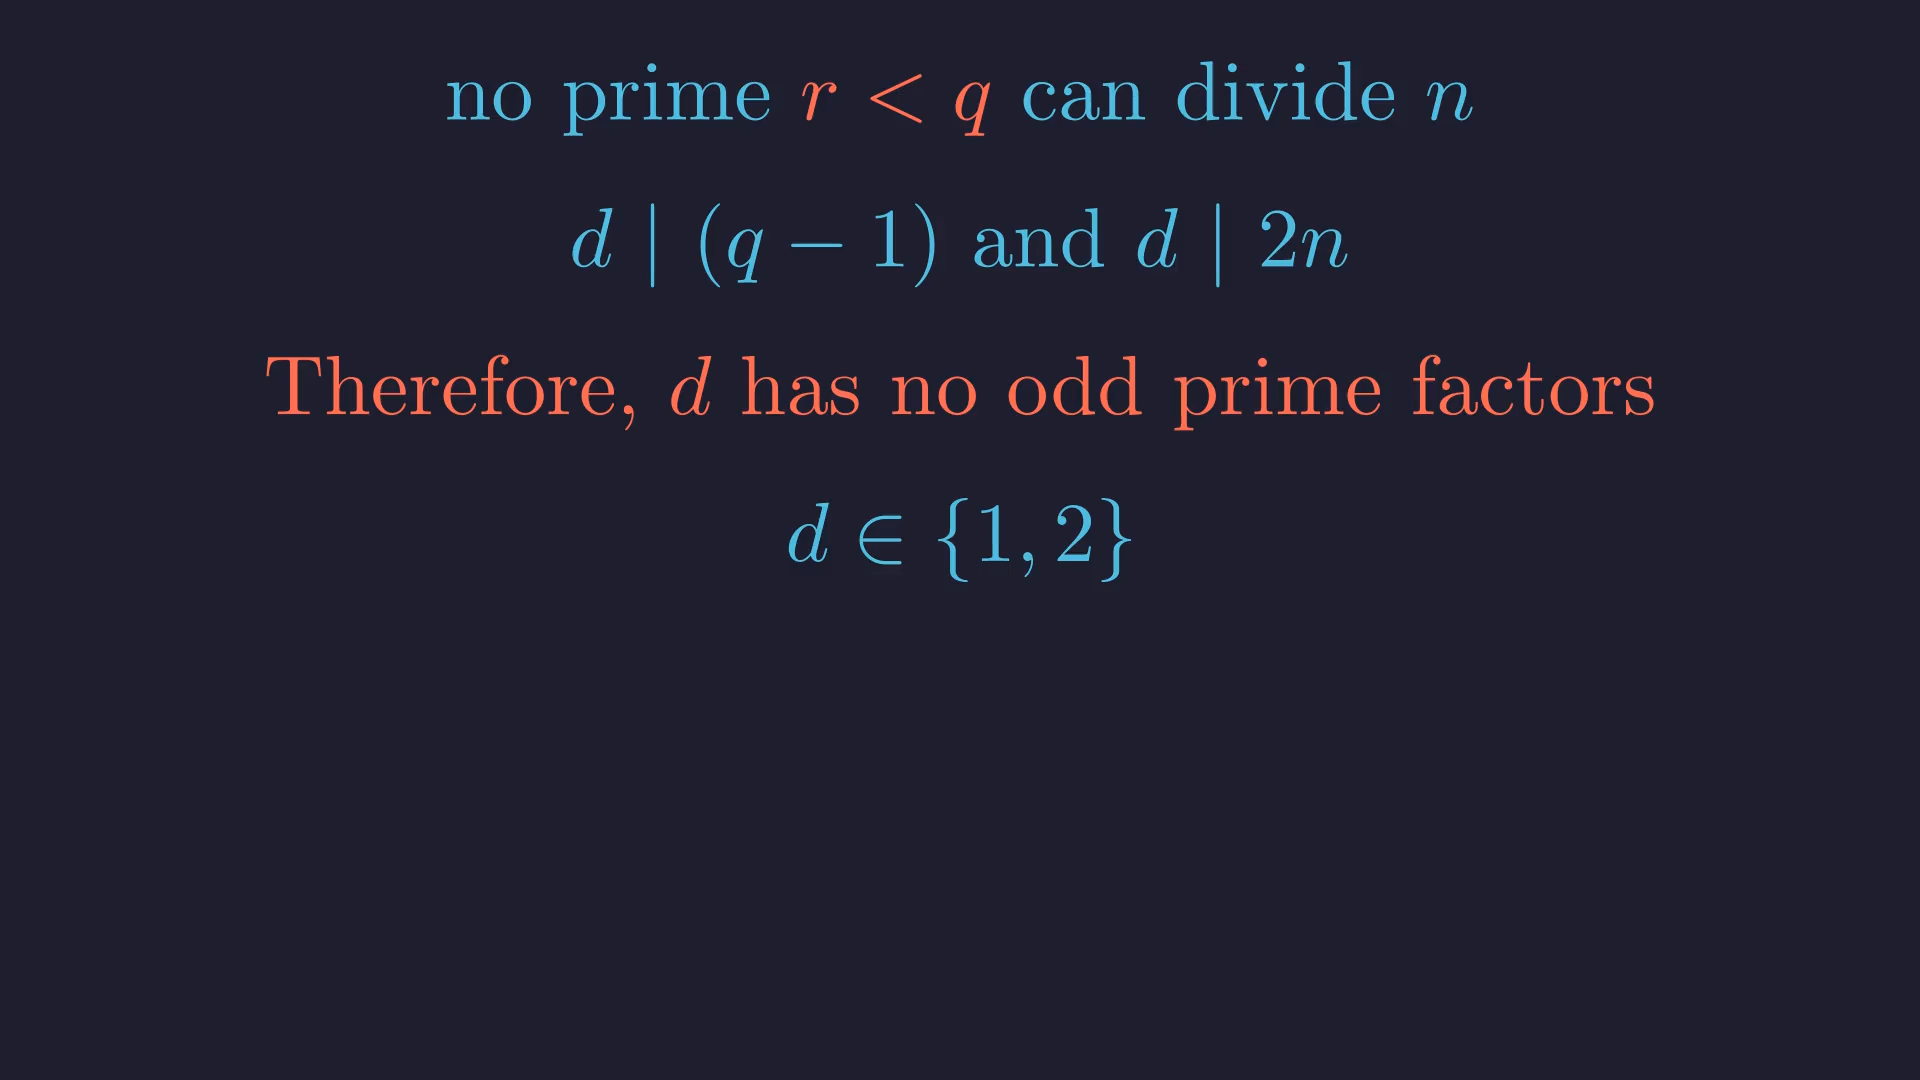 no prime r < q can divide n
d | (q − 1) and d | 2n
Therefore, d has no odd prime factors
d ∈ {1, 2}